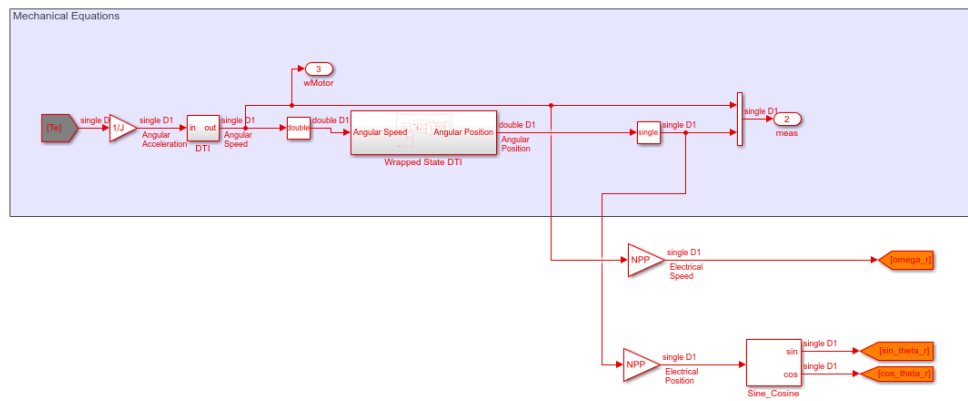 Mechanical Equations
3
wMotor
[Te]
single D1
1/J
single D1
Angular
Acceleration
in out
DTI
single D1
Angular
Speed
double
double D1
Angular Speed
Angular Position
Wrapped State DTI
double D1
Angular
Position
single
single D1
single D1
2
meas
NPP
single D1
Electrical
Speed
[omega_r]
NPP
single D1
Electrical
Position
sin
cos
Sine_Cosine
single D1
single D1
[sin_theta_r]
[cos_theta_r]